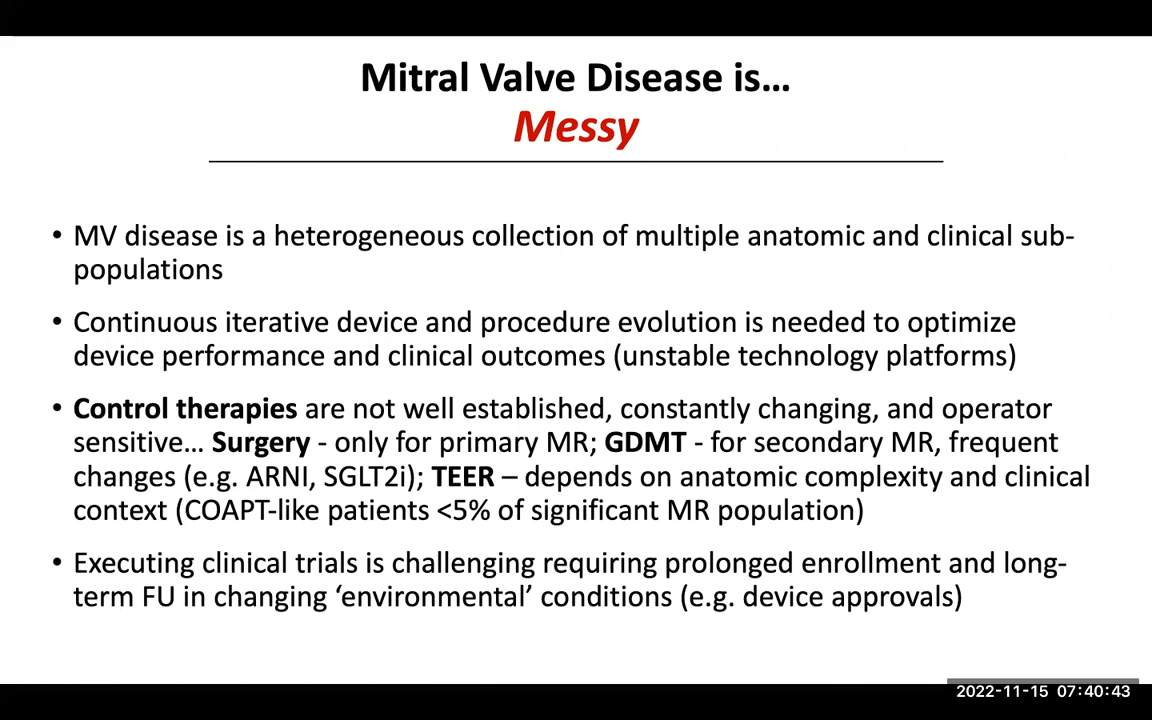 Mitral Valve Disease is…
Messy
• MV disease is a heterogeneous collection of multiple anatomic and clinical sub-
populations
• Continuous iterative device and procedure evolution is needed to optimize
device performance and clinical outcomes (unstable technology platforms)
• Control therapies are not well established, constantly changing, and operator
sensitive… Surgery - only for primary MR; GDMT - for secondary MR, frequent
changes (e.g. ARNI, SGLT2i); TEER – depends on anatomic complexity and clinical
context (COAPT-like patients <5% of significant MR population)
• Executing clinical trials is challenging requiring prolonged enrollment and long-
term FU in changing ‘environmental’ conditions (e.g. device approvals)
2022-11-15 07:40:43